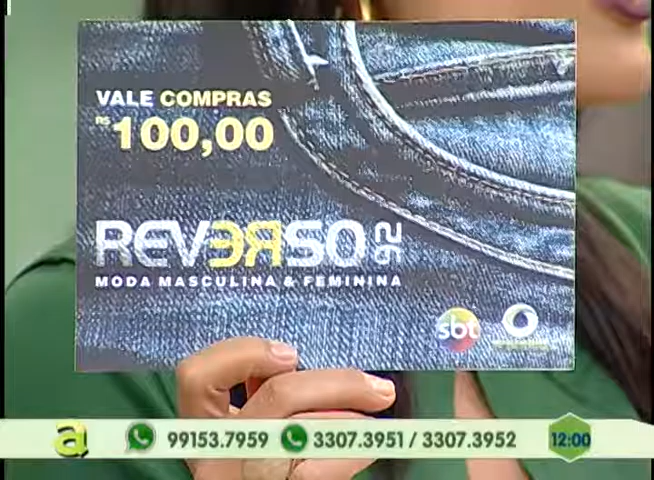 VALE COMPRAS
R$ 100,00
REVERSO 92
MODA MASCULINA & FEMININA
sbt
a 99153.7959 3307.3951 / 3307.3952 12:00